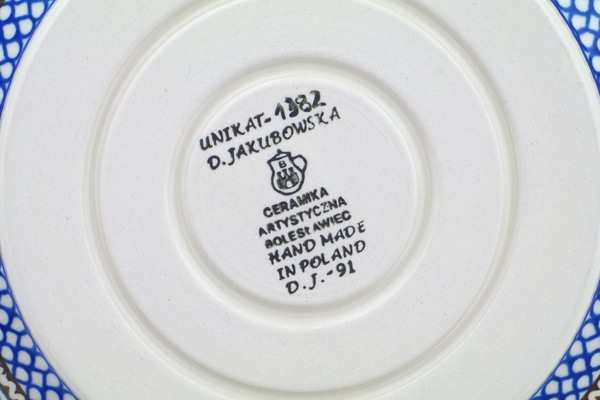 UNIKAT-1382
D.JAKUBOWSKA
B
CERAMIKA
ARTYSTYCZNA
BOLESŁAWIEC
HAND MADE
IN POLAND
D.J.-91